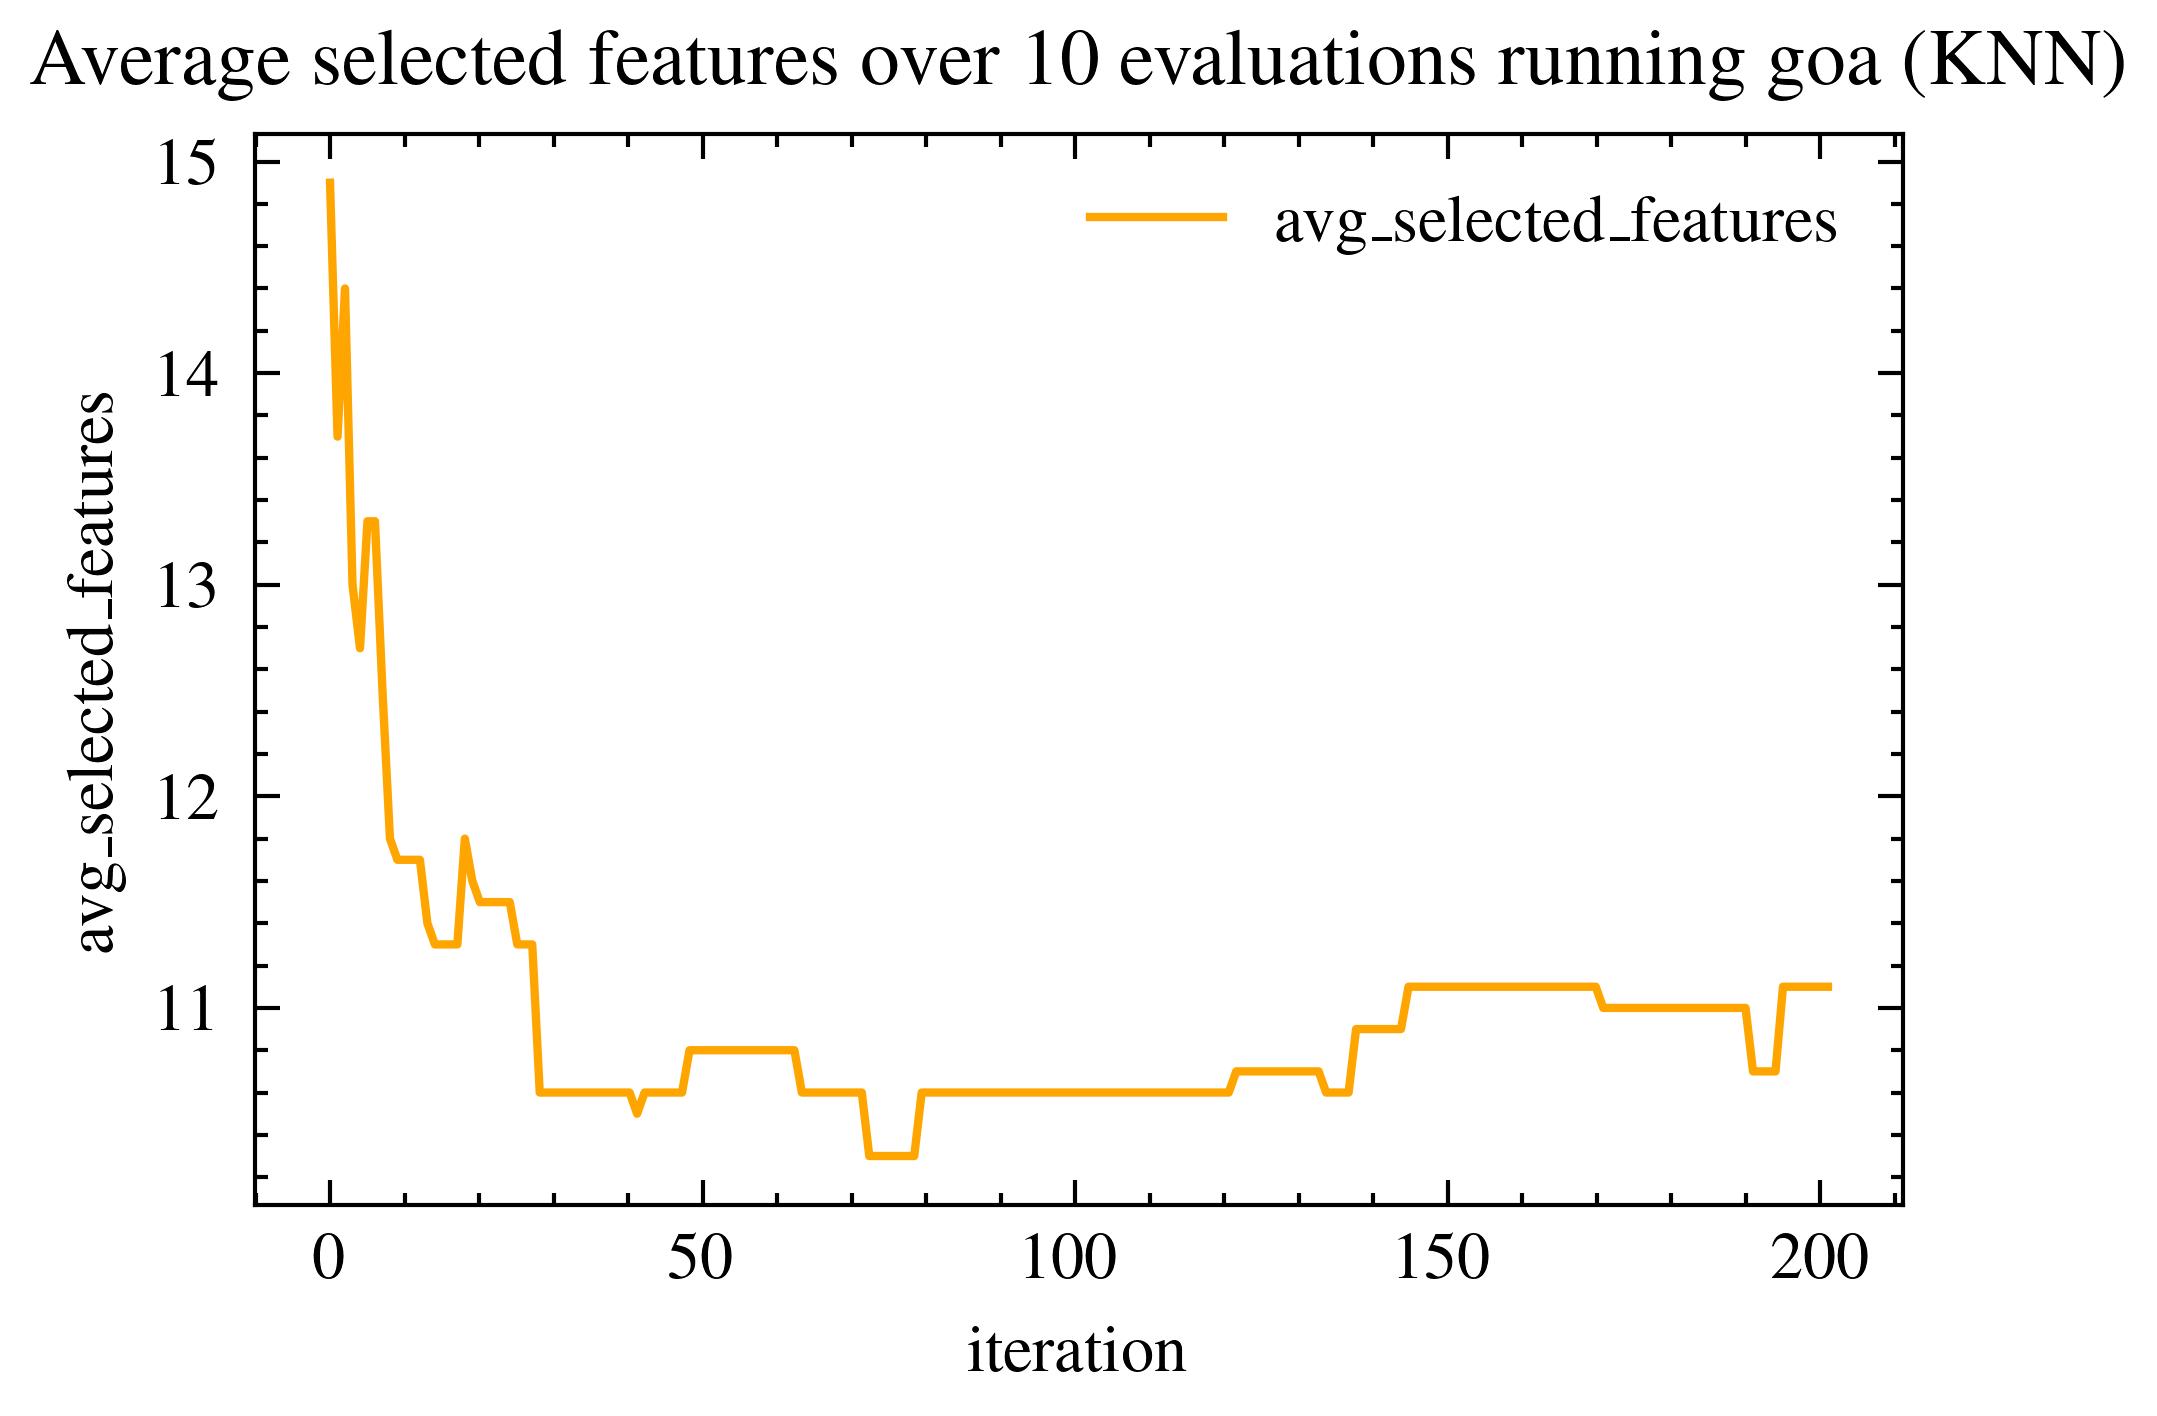 Average selected features over 10 evaluations running goa (KNN)
avg_selected_features
avg_selected_features
15
14
13
12
11
0 50 100 150 200
iteration